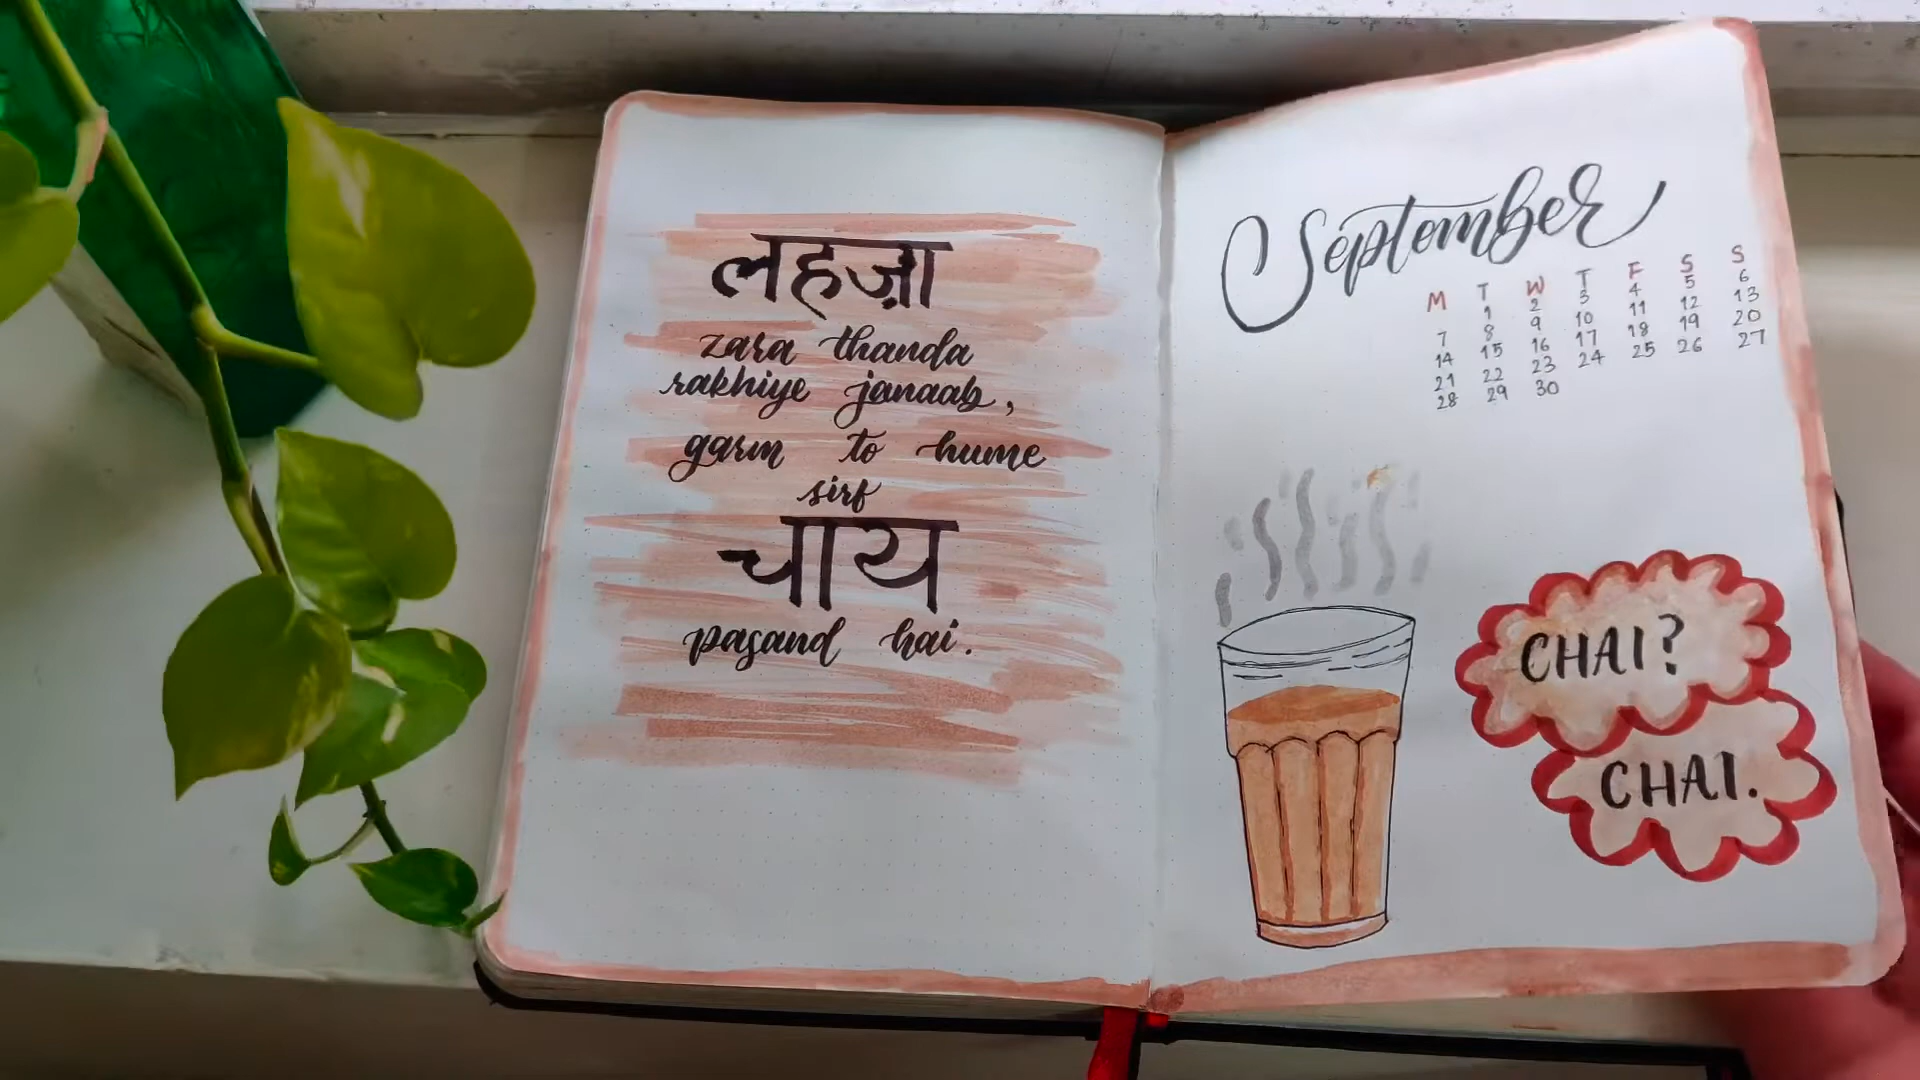 लहज़ा
zara thanda
rakhiye janaab,
garm to hume
sirf
चाय
pasand hai.
September
M T W T F S S
1 2 3 4 5 6
7 8 9 10 11 12 13
14 15 16 17 18 19 20
21 22 23 24 25 26 27
28 29 30
CHAI?
CHAI.